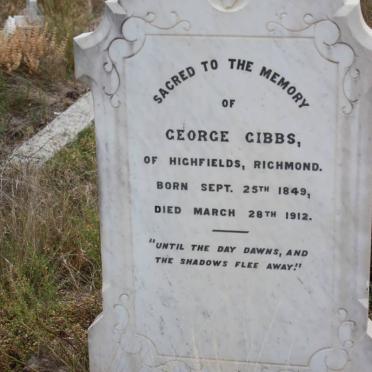 SACRED TO THE MEMORY
OF
GEORGE GIBBS,
OF HIGHFIELDS, RICHMOND.
BORN SEPT. 25TH 1849,
DIED MARCH 28TH 1912.
"UNTIL THE DAY DAWNS, AND
THE SHADOWS FLEE AWAY."